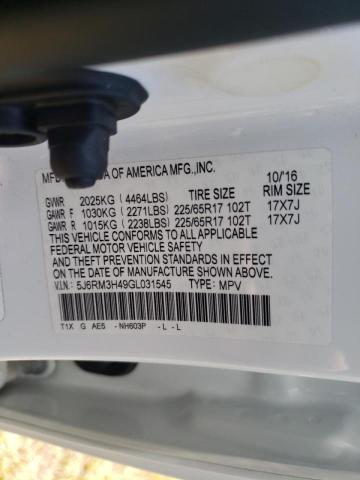 MFD OF AMERICA MFG.,INC. 10/'16
GVWR 2025KG (4464LBS) TIRE SIZE RIM SIZE
GAWR F 1030KG (2271LBS) 225/65R17 102T 17X7J
GAWR R 1015KG (2238LBS) 225/65R17 102T 17X7J
THIS VEHICLE CONFORMS TO ALL APPLICABLE
FEDERAL MOTOR VEHICLE SAFETY
AND THEFT PREVENTION STANDARDS IN EFFECT
ON THE DATE OF MANUFACTURE SHOWN ABOVE.
V.I.N.: 5J6RM3H49GL031545 TYPE: MPV
T1X G AE5 -NH603P -L -L